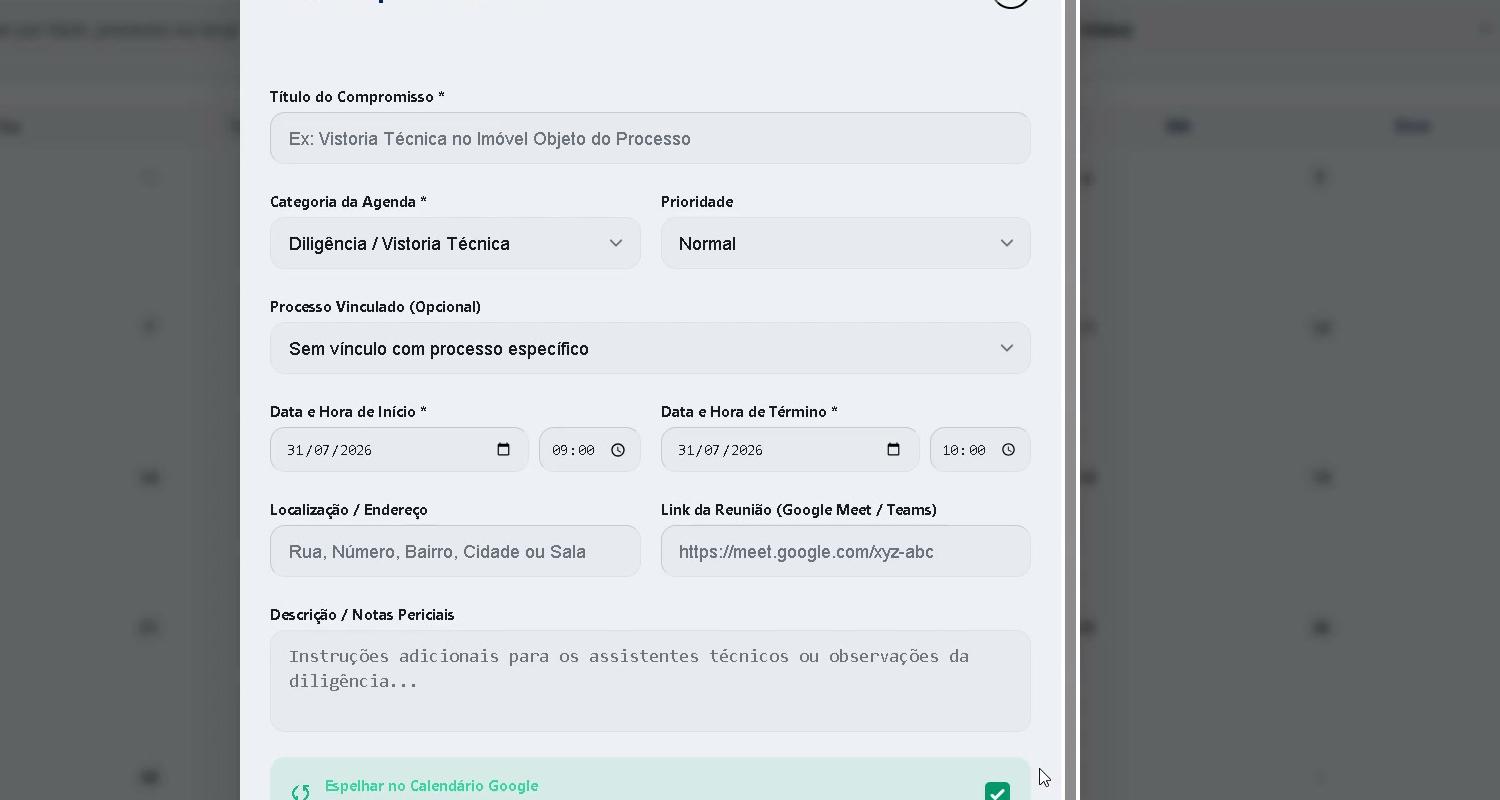 Título do Compromisso *
Ex: Vistoria Técnica no Imóvel Objeto do Processo
Categoria da Agenda * Prioridade
Diligência / Vistoria Técnica Normal
Processo Vinculado (Opcional)
Sem vínculo com processo específico
Data e Hora de Início * Data e Hora de Término *
31/07/2026 09:00 31/07/2026 10:00
Localização / Endereço Link da Reunião (Google Meet / Teams)
Rua, Número, Bairro, Cidade ou Sala https://meet.google.com/xyz-abc
Descrição / Notas Periciais
Instruções adicionais para os assistentes técnicos ou observações da
diligência...
Espelhar no Calendário Google